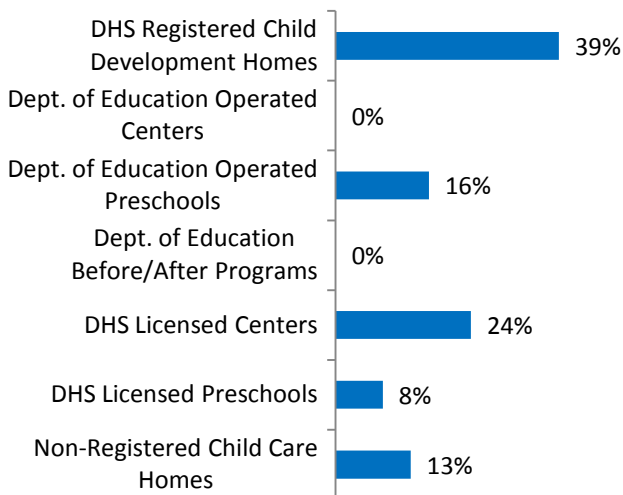 DHS Registered Child
Development Homes
39%
Dept. of Education Operated
Centers
0%
Dept. of Education Operated
Preschools
16%
Dept. of Education
Before/After Programs
0%
DHS Licensed Centers
24%
DHS Licensed Preschools
8%
Non-Registered Child Care
Homes
13%